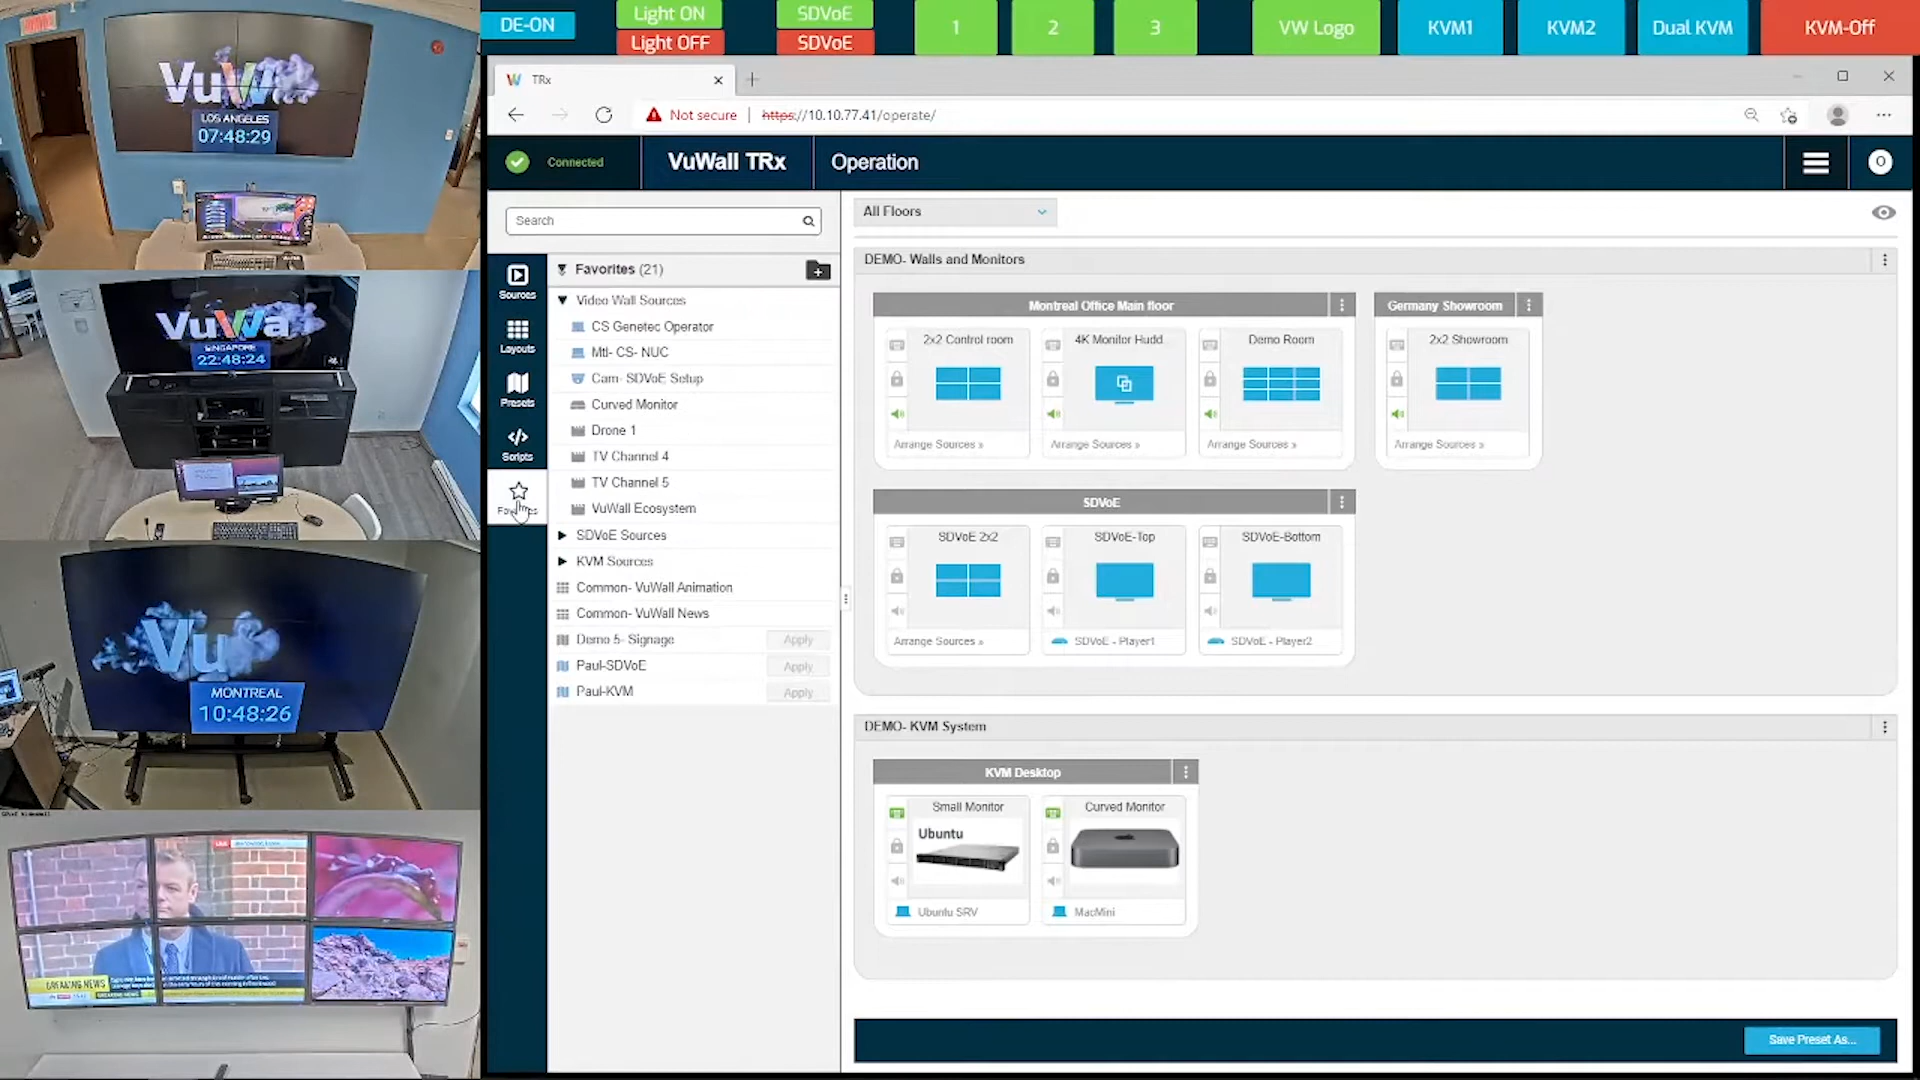 DE-ON
Light ON
Light OFF
SDVoE
SDVoE
1
2
3
VW Logo
KVM1
KVM2
Dual KVM
KVM-Off
TRx
Not secure
https://10.10.77.41/operate/
Connected
VuWall TRx
Operation
O
Search
All Floors
Sources
Layouts
Presets
Scripts
Favorites (21)
Video Wall Sources
CS Genetec Operator
Mtl- CS- NUC
Cam- SDVoE Setup
Curved Monitor
Drone 1
TV Channel 4
TV Channel 5
VuWall Ecosystem
SDVoE Sources
KVM Sources
Common- VuWall Animation
Common- VuWall News
Demo 5- Signage
Apply
Paul-SDVoE
Apply
Paul-KVM
Apply
DEMO- Walls and Monitors
Montreal Office Main floor
2x2 Control room
Arrange Sources »
4K Monitor Hudd
Arrange Sources »
Demo Room
Arrange Sources »
Germany Showroom
2x2 Showroom
Arrange Sources »
SDVoE
SDVoE 2x2
Arrange Sources »
SDVoE-Top
SDVoE - Player1
SDVoE-Bottom
SDVoE - Player2
DEMO- KVM System
KVM Desktop
Small Monitor
Ubuntu
Ubuntu SRV
Curved Monitor
MacMini
Save Preset As...
VuWa
LOS ANGELES
07:48:29
VuWa
SINGAPORE
22:48:24
Vu
MONTREAL
10:48:26
BREAKING NEWS